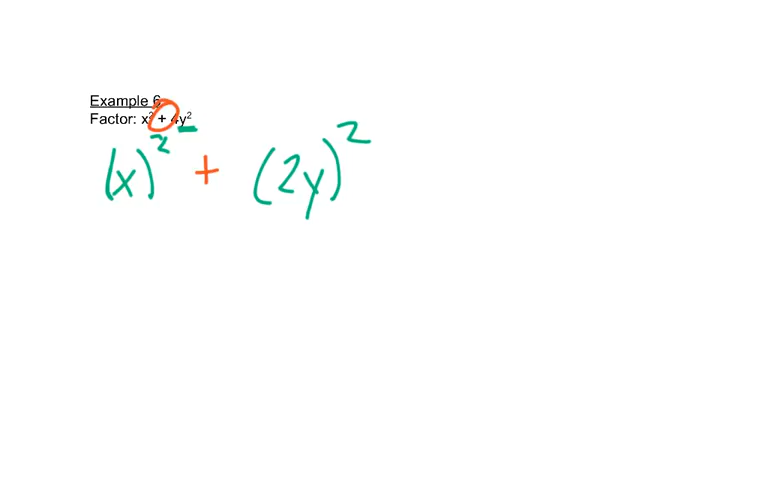 Example 6
Factor: x² + 4y²
(x)² + (2y)²